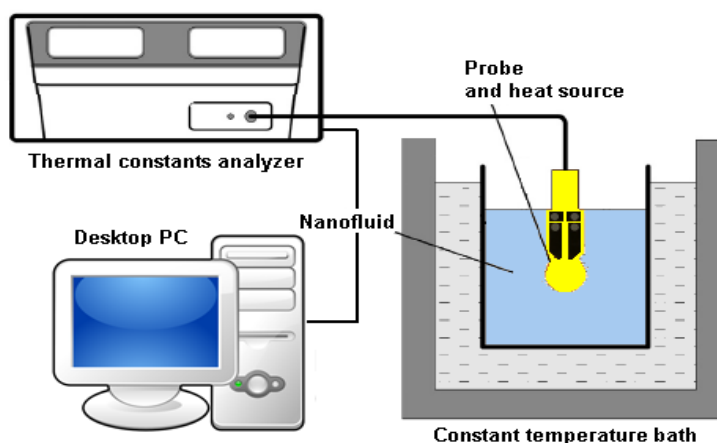 Probe
and heat source
Thermal constants analyzer
Nanofluid
Desktop PC
Constant temperature bath